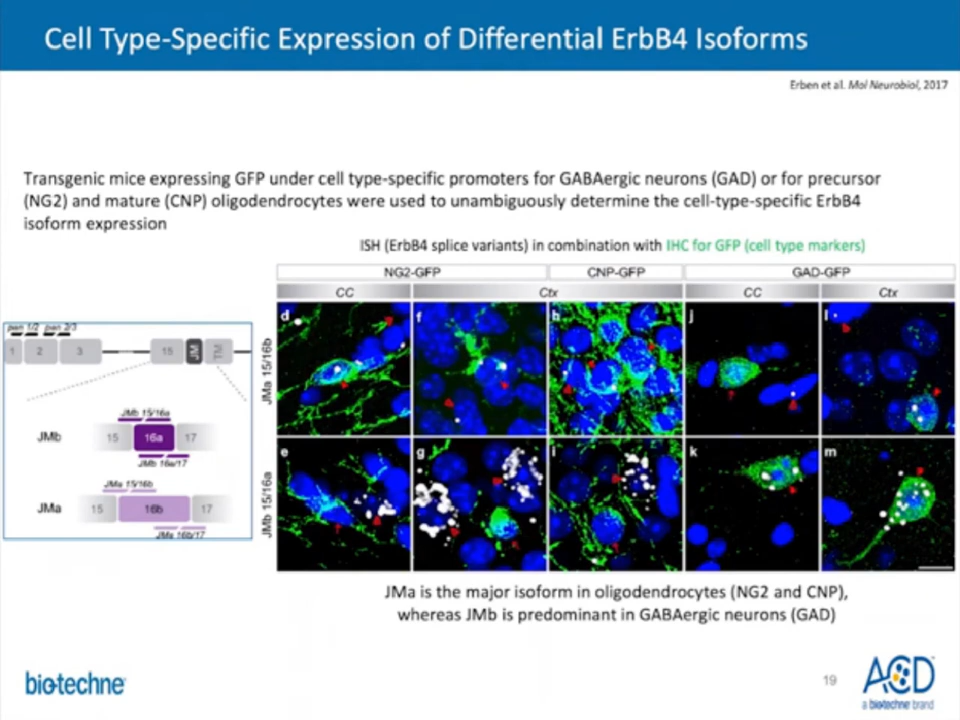 Cell Type-Specific Expression of Differential ErbB4 Isoforms
Erben et al. Mol Neurobiol, 2017
Transgenic mice expressing GFP under cell type-specific promoters for GABAergic neurons (GAD) or for precursor
(NG2) and mature (CNP) oligodendrocytes were used to unambiguously determine the cell-type-specific ErbB4
isoform expression
ISH (ErbB4 splice variants) in combination with IHC for GFP (cell type markers)
NG2-GFP CNP-GFP GAD-GFP
CC Ctx CC Ctx
pan 1/2 pan 2/3
1 2 3 15 JM TM
JMb 15/16a
JMb 15 16a 17
JMb 16a/17
JMa 15/16b
JMa 15 16b 17
JMa 16b/17
JMa 15/16b
d f h j l
JMb 15/16a
e g i k m
JMa is the major isoform in oligodendrocytes (NG2 and CNP),
whereas JMb is predominant in GABAergic neurons (GAD)
bio-techne
19
ACD
a biotechne brand